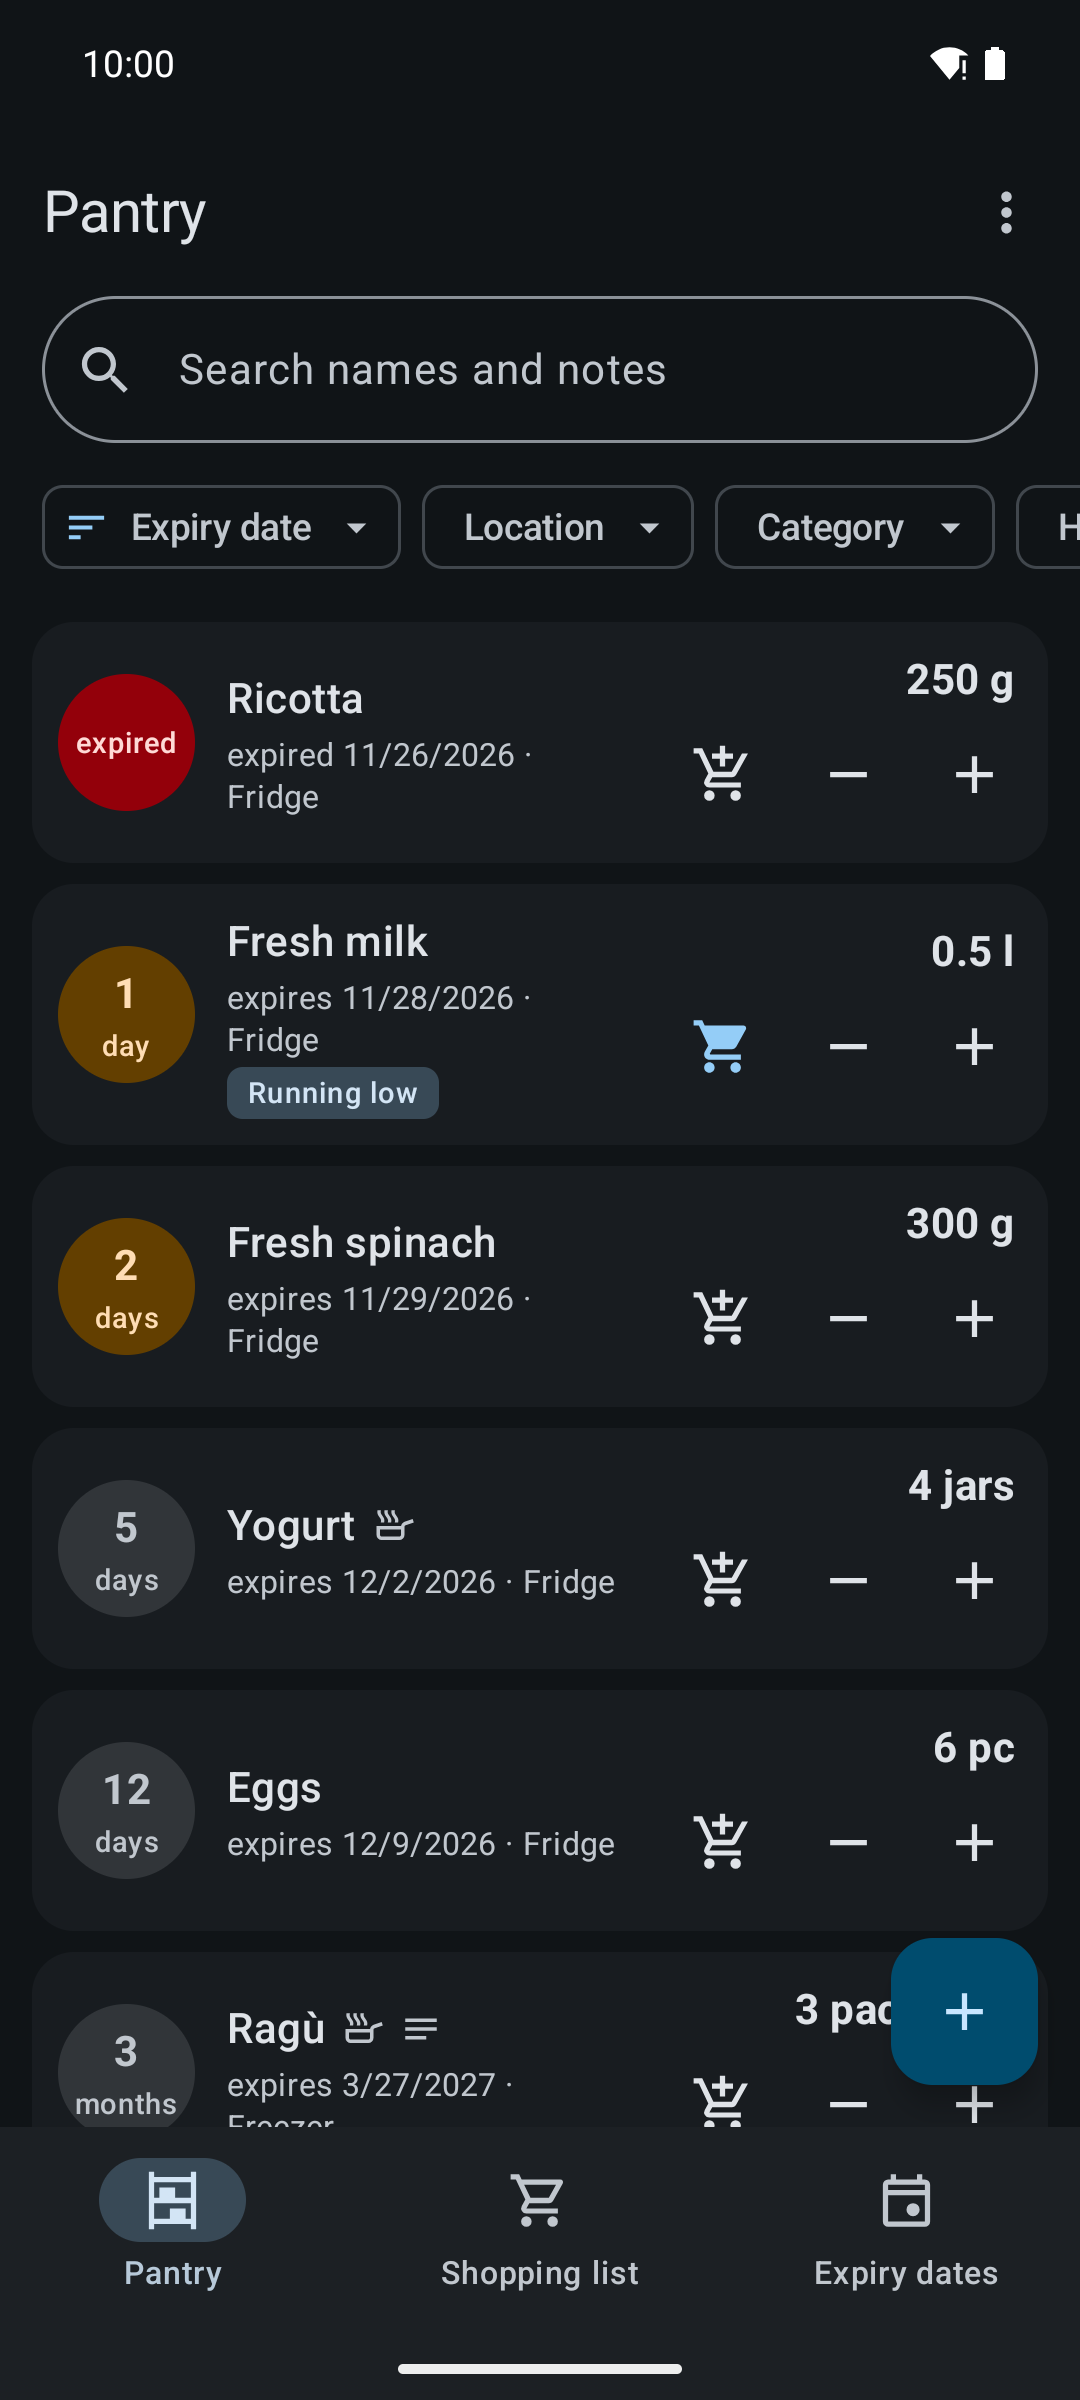 10:00
Pantry
Search names and notes
Expiry date
Location
Category
H
250 g
Ricotta
expired
expired 11/26/2026 ·
Fridge
Fresh milk
0.5 l
1
day
expires 11/28/2026 ·
Fridge
Running low
300 g
Fresh spinach
2
days
expires 11/29/2026 ·
Fridge
4 jars
Yogurt
5
days
expires 12/2/2026 · Fridge
6 pc
Eggs
12
days
expires 12/9/2026 · Fridge
3 pac
Ragù
3
months
expires 3/27/2027 ·
Freezer
Pantry
Shopping list
Expiry dates